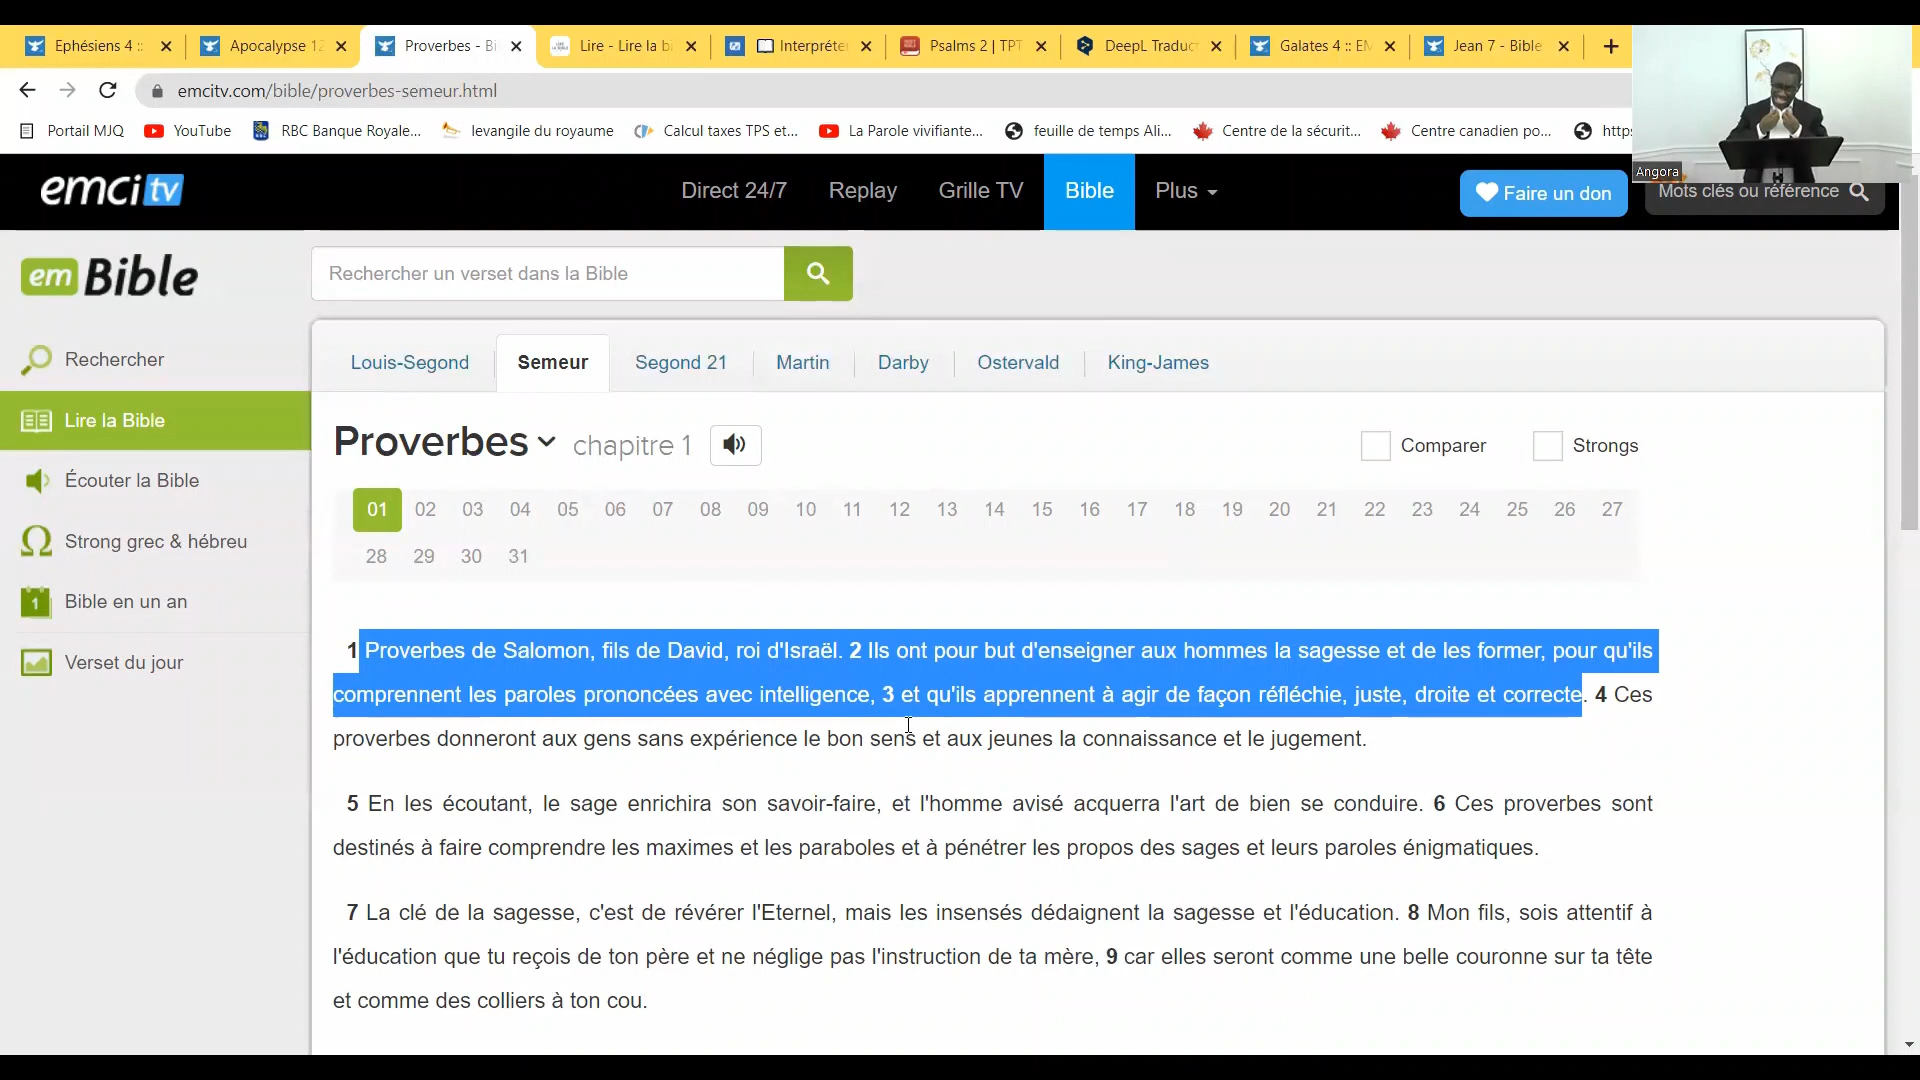 Ephésiens 4 ::
Apocalypse 12
Proverbes - Bi
Lire - Lire la b
Interpréte
Psalms 2 | TPT
DeepL Traduc
Galates 4 :: EM
Jean 7 - Bible
emcitv.com/bible/proverbes-semeur.html
Portail MJQ
YouTube
RBC Banque Royale...
levangile du royaume
Calcul taxes TPS et...
La Parole vivifiante...
feuille de temps Ali...
Centre de la sécurit...
Centre canadien po...
https
Angora
emci tv
Direct 24/7
Replay
Grille TV
Bible
Plus
Faire un don
Mots clés ou référence
em Bible
Rechercher un verset dans la Bible
Rechercher
Lire la Bible
Écouter la Bible
Strong grec & hébreu
1 Bible en un an
Verset du jour
Louis-Segond
Semeur
Segond 21
Martin
Darby
Ostervald
King-James
Proverbes chapitre 1
Comparer
Strongs
01 02 03 04 05 06 07 08 09 10 11 12 13 14 15 16 17 18 19 20 21 22 23 24 25 26 27
28 29 30 31
1 Proverbes de Salomon, fils de David, roi d'Israël. 2 Ils ont pour but d'enseigner aux hommes la sagesse et de les former, pour qu'ils
comprennent les paroles prononcées avec intelligence, 3 et qu'ils apprennent à agir de façon réfléchie, juste, droite et correcte. 4 Ces
proverbes donneront aux gens sans expérience le bon sens et aux jeunes la connaissance et le jugement.
5 En les écoutant, le sage enrichira son savoir-faire, et l'homme avisé acquerra l'art de bien se conduire. 6 Ces proverbes sont
destinés à faire comprendre les maximes et les paraboles et à pénétrer les propos des sages et leurs paroles énigmatiques.
7 La clé de la sagesse, c'est de révérer l'Eternel, mais les insensés dédaignent la sagesse et l'éducation. 8 Mon fils, sois attentif à
l'éducation que tu reçois de ton père et ne néglige pas l'instruction de ta mère, 9 car elles seront comme une belle couronne sur ta tête
et comme des colliers à ton cou.